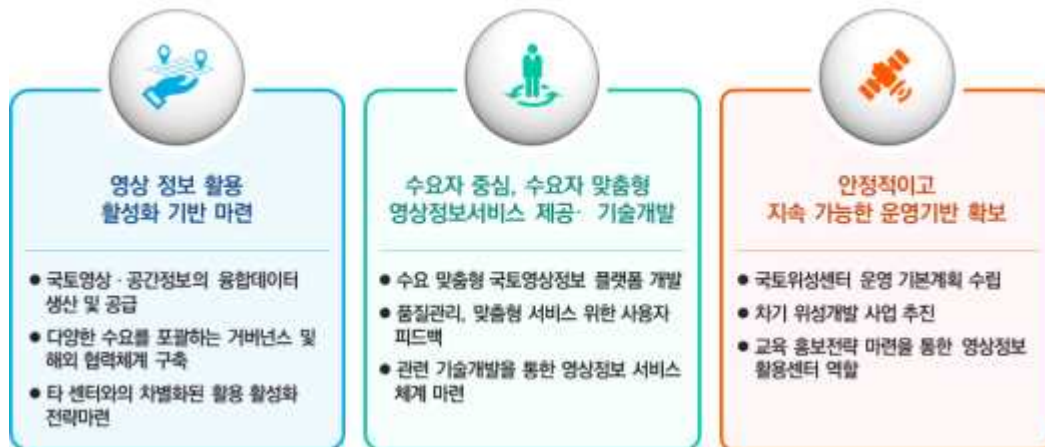 영상 정보 활용
활성화 기반 마련
● 국토영상·공간정보의 융합데이터
생산 및 공급
● 다양한 수요를 포괄하는 거버넌스 및
해외 협력체계 구축
● 타 센터와의 차별화된 활용 활성화
전략마련
수요자 중심, 수요자 맞춤형
영상정보서비스 제공· 기술개발
● 수요 맞춤형 국토영상정보 플랫폼 개발
● 품질관리, 맞춤형 서비스 위한 사용자
피드백
● 관련 기술개발을 통한 영상정보 서비스
체계 마련
안정적이고
지속 가능한 운영기반 확보
● 국토위성센터 운영 기본계획 수립
● 차기 위성개발 사업 추진
● 교육 홍보전략 마련을 통한 영상정보
활용센터 역할